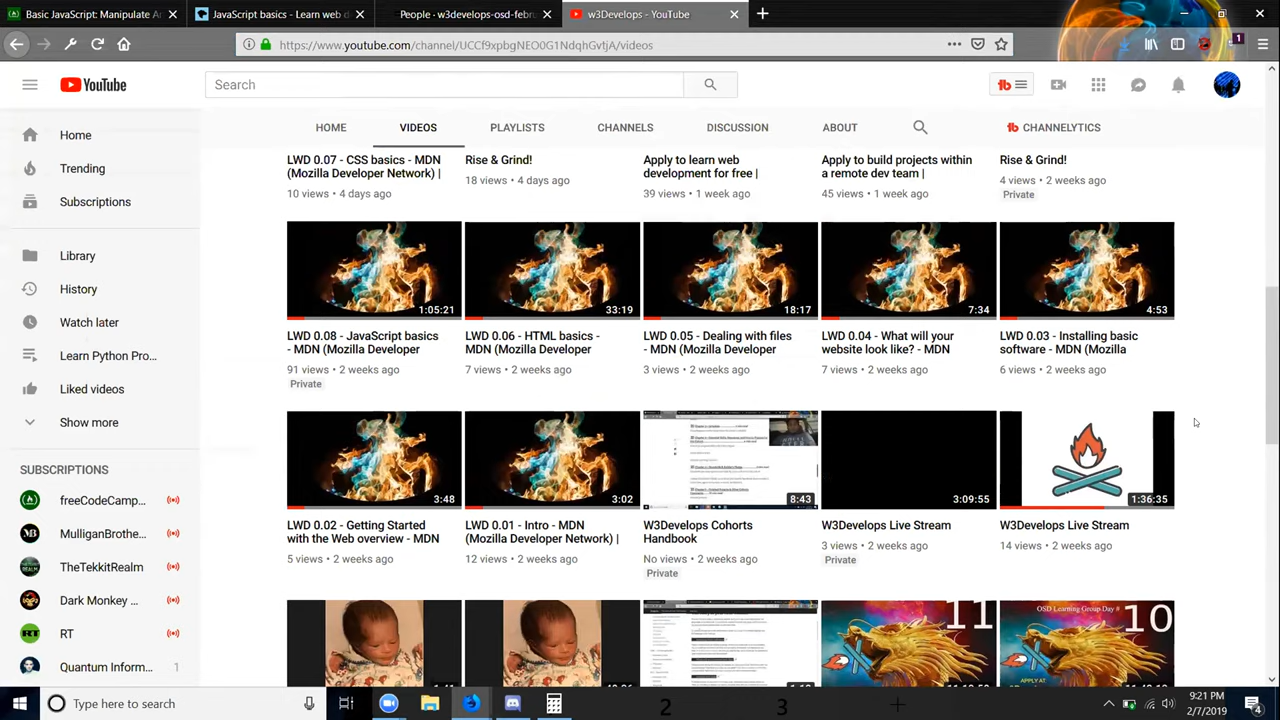 Basic JavaScript: Manipulate Ar
JavaScript basics - Learn web d
People - w3develops-osd-febru
w3Develops - YouTube
https://www.youtube.com/channel/UCCf9xpbgNEO0G1NdqhGvtjA/videos
1
YouTube
Search
HOME
VIDEOS
PLAYLISTS
CHANNELS
DISCUSSION
ABOUT
CHANNELYTICS
Home
Trending
Subscriptions
Library
History
Watch later
Learn Python Pro...
Liked videos
SUBSCRIPTIONS
freeCodeCamp...
MulliganBrothe...
TheTekkitRealm
LWD 0.07 - CSS basics - MDN
(Mozilla Developer Network) |
10 views • 4 days ago
Rise & Grind!
18 views • 4 days ago
Apply to learn web
development for free |
39 views • 1 week ago
Apply to build projects within
a remote dev team |
45 views • 1 week ago
Rise & Grind!
4 views • 2 weeks ago
Private
1:05:21
LWD 0.08 - JavaScript basics
- MDN (Mozilla Developer
91 views • 2 weeks ago
Private
33:19
LWD 0.06 - HTML basics -
MDN (Mozilla Developer
7 views • 2 weeks ago
18:17
LWD 0.05 - Dealing with files
- MDN (Mozilla Developer
3 views • 2 weeks ago
7:34
LWD 0.04 - What will your
website look like? - MDN
7 views • 2 weeks ago
4:53
LWD 0.03 - Installing basic
software - MDN (Mozilla
6 views • 2 weeks ago
LWD 0.02 - Getting Started
with the Web overview - MDN
5 views • 2 weeks ago
3:02
LWD 0.01 - Intro - MDN
(Mozilla Developer Network) |
12 views • 2 weeks ago
8:43
W3Develops Cohorts
Handbook
No views • 2 weeks ago
Private
3:09:55
W3Develops Live Stream
3 views • 2 weeks ago
Private
1:36:35
W3Develops Live Stream
14 views • 2 weeks ago
OSD Learning Group Day #
APPLY AT
Type here to search
2
3
9:21 PM
2/7/2019